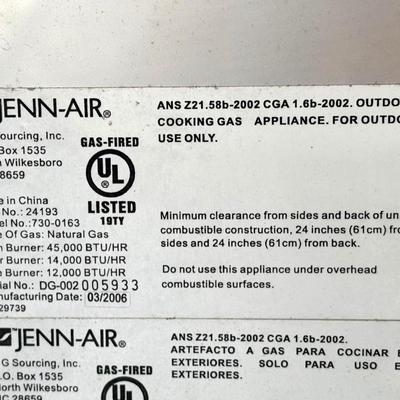 JENN-AIR®
Sourcing, Inc.
Box 1535
Wilkesboro
28659
GAS-FIRED
UL®
LISTED
19TY
in China
No.: 24193
No.: 730-0163
Of Gas: Natural Gas
Burner: 45,000 BTU/HR
Burner: 14,000 BTU/HR
Burner: 12,000 BTU/HR
No.: DG-002 005933
Manufacturing Date: 03/2006
29739
ANS Z21.58b-2002 CGA 1.6b-2002. OUTDO
COOKING GAS APPLIANCE. FOR OUTDO
USE ONLY.
Minimum clearance from sides and back of un
combustible construction, 24 inches (61cm) fro
sides and 24 inches (61cm) from back.
Do not use this appliance under overhead
combustible surfaces.
JENN-AIR®
G Sourcing, Inc.
.O. Box 1535
orth Wilkesboro
C 28659
GAS-FIRED
ANS Z21.58b-2002 CGA 1.6b-2002.
ARTEFACTO A GAS PARA COCINAR E
EXTERIORES. SOLO PARA USO E
EXTERIORES.